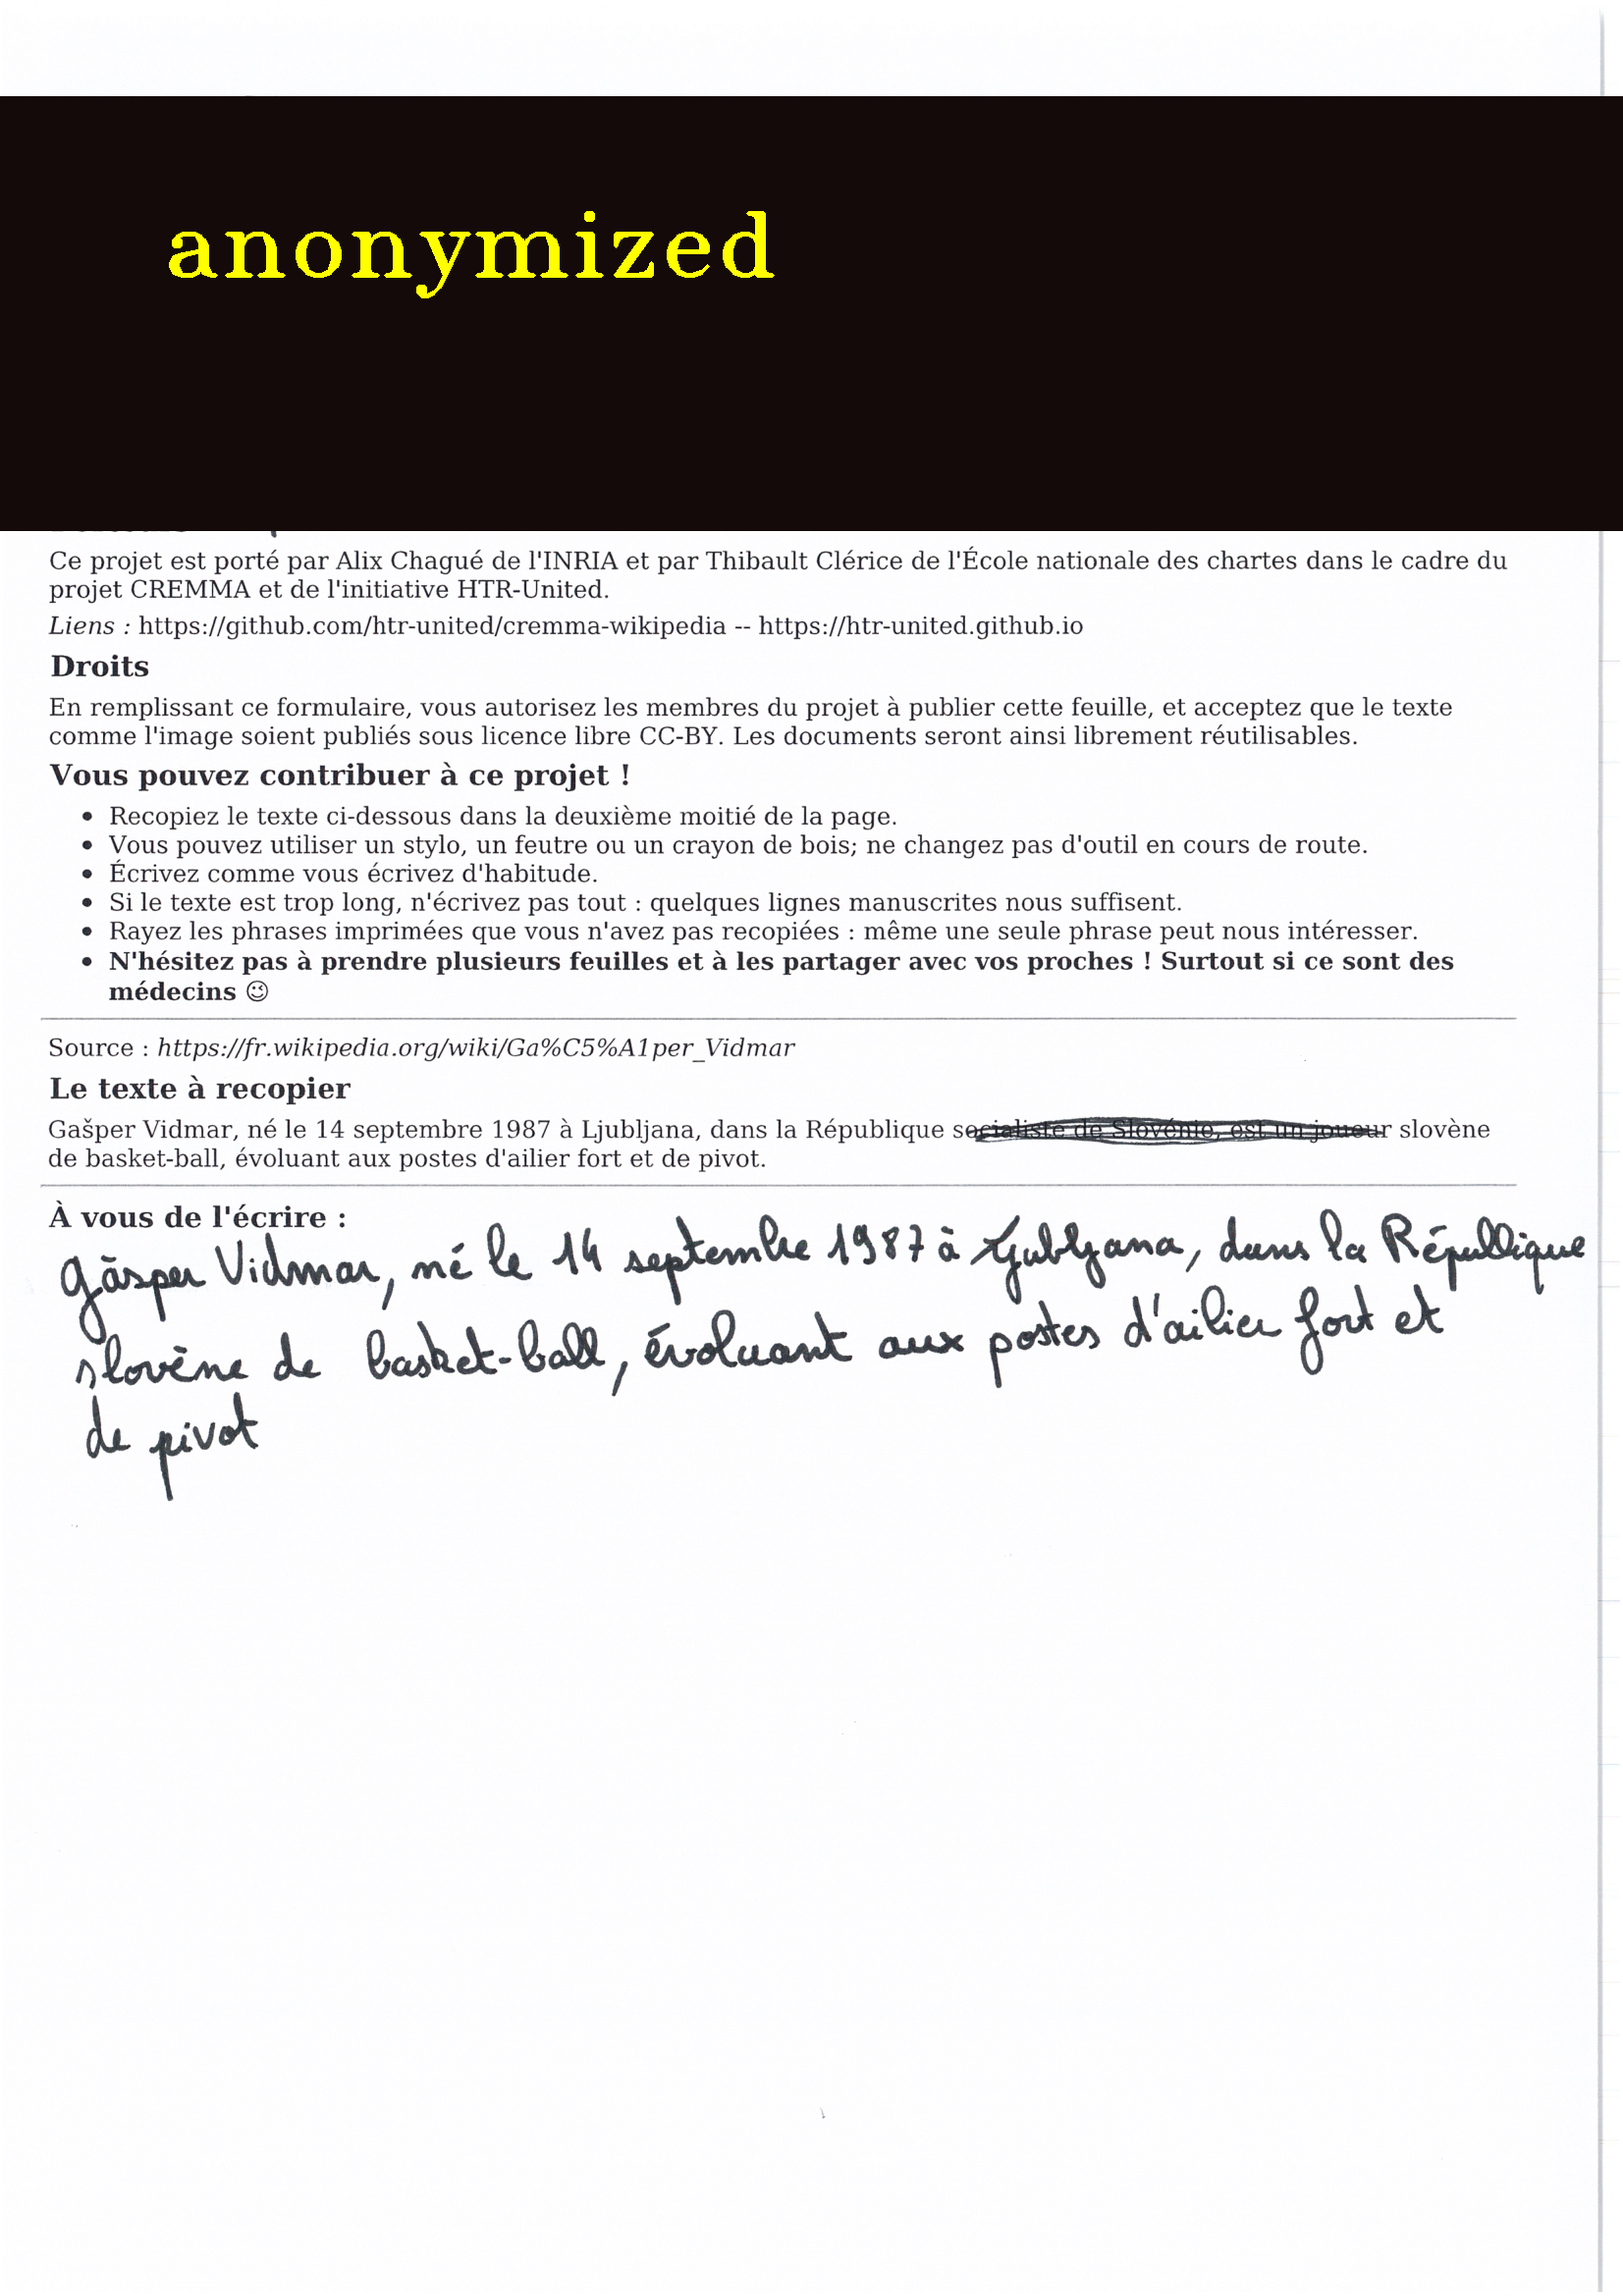 anonymized
Ce projet est porté par Alix Chagué de l'INRIA et par Thibault Clérice de l'École nationale des chartes dans le cadre du
projet CREMMA et de l'initiative HTR-United.
Liens : https://github.com/htr-united/cremma-wikipedia -- https://htr-united.github.io
Droits
En remplissant ce formulaire, vous autorisez les membres du projet à publier cette feuille, et acceptez que le texte
comme l'image soient publiés sous licence libre CC-BY. Les documents seront ainsi librement réutilisables.
Vous pouvez contribuer à ce projet !
• Recopiez le texte ci-dessous dans la deuxième moitié de la page.
• Vous pouvez utiliser un stylo, un feutre ou un crayon de bois; ne changez pas d'outil en cours de route.
• Écrivez comme vous écrivez d'habitude.
• Si le texte est trop long, n'écrivez pas tout : quelques lignes manuscrites nous suffisent.
• Rayez les phrases imprimées que vous n'avez pas recopiées : même une seule phrase peut nous intéresser.
• N'hésitez pas à prendre plusieurs feuilles et à les partager avec vos proches ! Surtout si ce sont des
médecins 😉
Source : https://fr.wikipedia.org/wiki/Ga%C5%A1per_Vidmar
Le texte à recopier
Gašper Vidmar, né le 14 septembre 1987 à Ljubljana, dans la République socialiste de Slovénie, est un joueur slovène
de basket-ball, évoluant aux postes d'ailier fort et de pivot.
À vous de l'écrire :
Gäsper Vidmar, né le 14 septembre 1987 à Ljubljana, dans la République
slovène de basket-ball, évoluant aux postes d'ailier fort et
de pivot